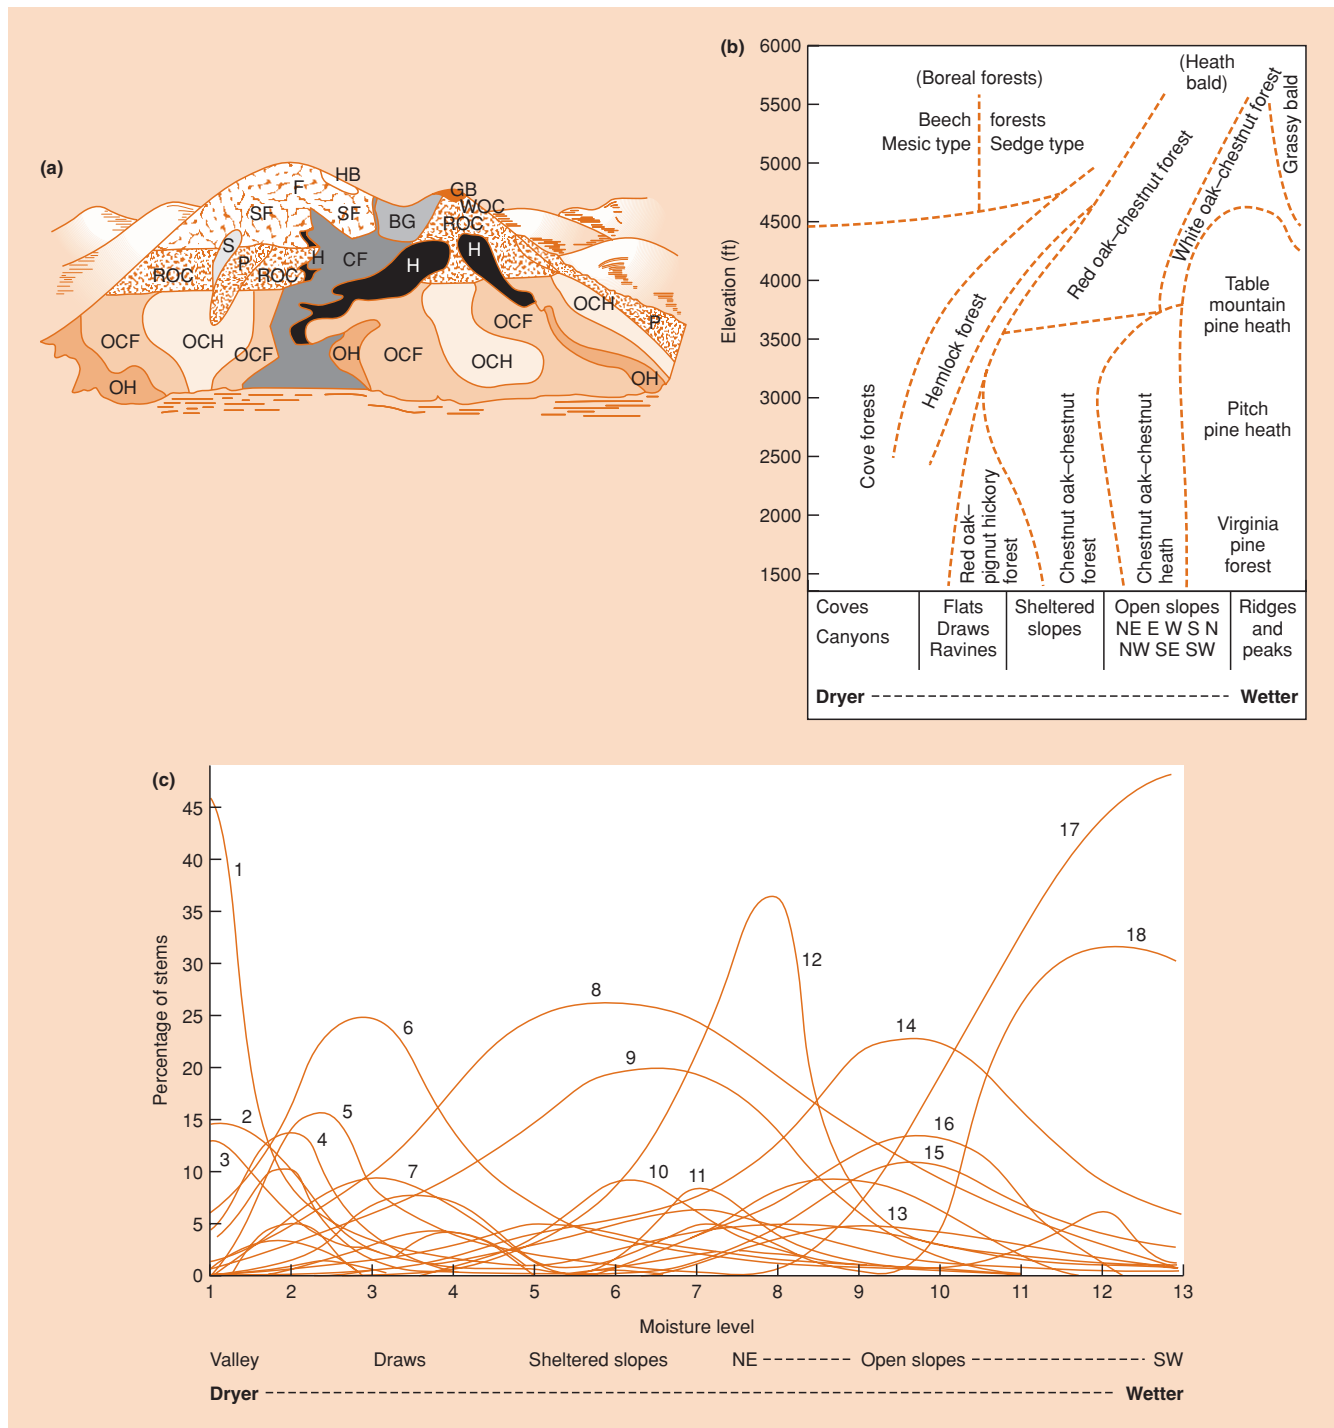 (a)
HB
F
SF
SF
BG
GB
WOC
ROC
S
P
ROC
ROC
H
CF
H
H
OCH
P
OCF
OCH
OCF
OH
OCF
OCF
OCH
OH
OH
(b)
6000
5500
5000
4500
4000
3500
3000
2500
2000
1500
Elevation (ft)
(Boreal forests)
Beech forests
Mesic type Sedge type
(Heath
bald)
Grassy bald
White oak–chestnut forest
Red oak–chestnut forest
Hemlock forest
Cove forests
Table
mountain
pine heath
Pitch
pine heath
Virginia
pine
forest
Red oak–
pignut hickory
forest
Chestnut oak–chestnut
forest
Chestnut oak–chestnut
heath
Coves
Canyons
Flats
Draws
Ravines
Sheltered
slopes
Open slopes
NE E W S N
NW SE SW
Ridges
and
peaks
Dryer
Wetter
(c)
45
40
35
30
25
20
15
10
5
0
Percentage of stems
1
2
3
4
5
6
7
8
9
10
11
12
13
14
15
16
17
18
1 2 3 4 5 6 7 8 9 10 11 12 13
Moisture level
Valley Draws Sheltered slopes NE Open slopes SW
Dryer Wetter